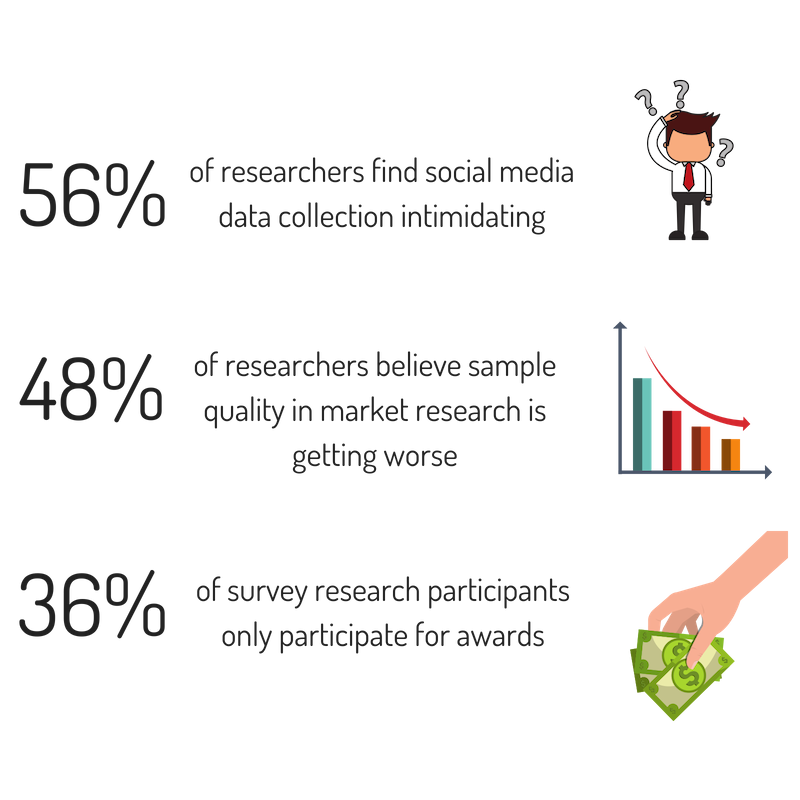 56%
of researchers find social media
data collection intimidating
48%
of researchers believe sample
quality in market research is
getting worse
36%
of survey research participants
only participate for awards